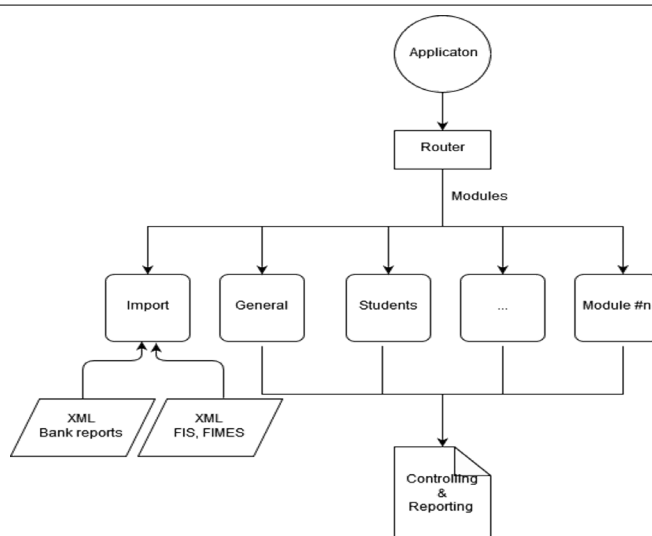 Applicaton
Router
Modules
Import
General
Students
...
Module #n
XML
Bank reports
XML
FIS, FIMES
Controlling
&
Reporting